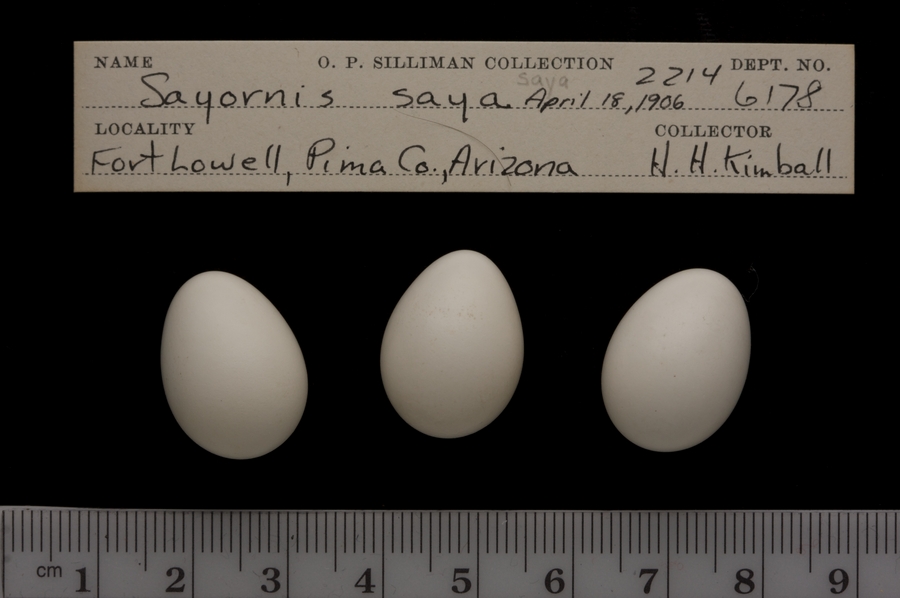 NAME O. P. SILLIMAN COLLECTION 2214 DEPT. NO.
saya
Sayornis saya April 18, 1906 6178
LOCALITY COLLECTOR
Fort Lowell, Pima Co., Arizona H. H. Kimball
cm 1 2 3 4 5 6 7 8 9